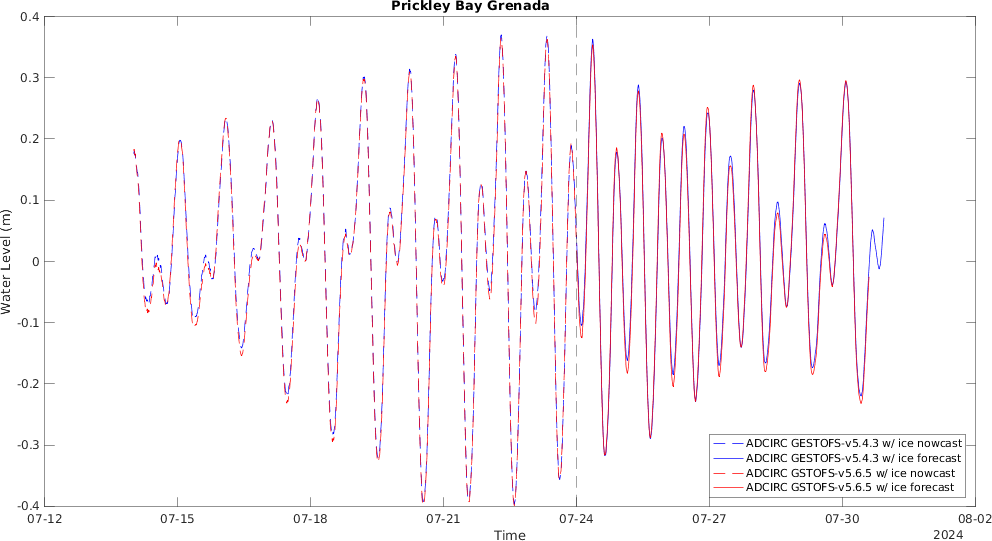 Prickley Bay Grenada
0.4
0.3
0.2
0.1
0
-0.1
-0.2
-0.3
-0.4
Water Level (m)
07-12
07-15
07-18
07-21
07-24
07-27
07-30
08-02
Time
2024
ADCIRC GESTOFS-v5.4.3 w/ ice nowcast
ADCIRC GESTOFS-v5.4.3 w/ ice forecast
ADCIRC GSTOFS-v5.6.5 w/ ice nowcast
ADCIRC GSTOFS-v5.6.5 w/ ice forecast